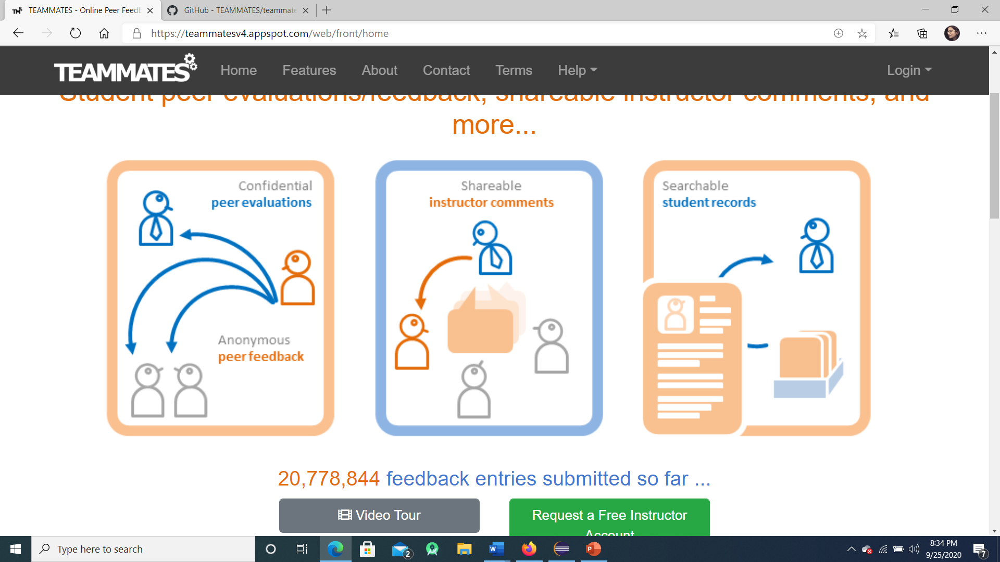 TEAMMATES - Online Peer Feedb
GitHub - TEAMMATES/teammate
https://teammatesv4.appspot.com/web/front/home
TEAMMATES
Home
Features
About
Contact
Terms
Help
Login
Student peer evaluations/feedback, shareable instructor comments, and
more...
Confidential
peer evaluations
Anonymous
peer feedback
Shareable
instructor comments
Searchable
student records
20,778,844 feedback entries submitted so far ...
Video Tour
Request a Free Instructor
Account
Type here to search
2
8:34 PM
9/25/2020
7